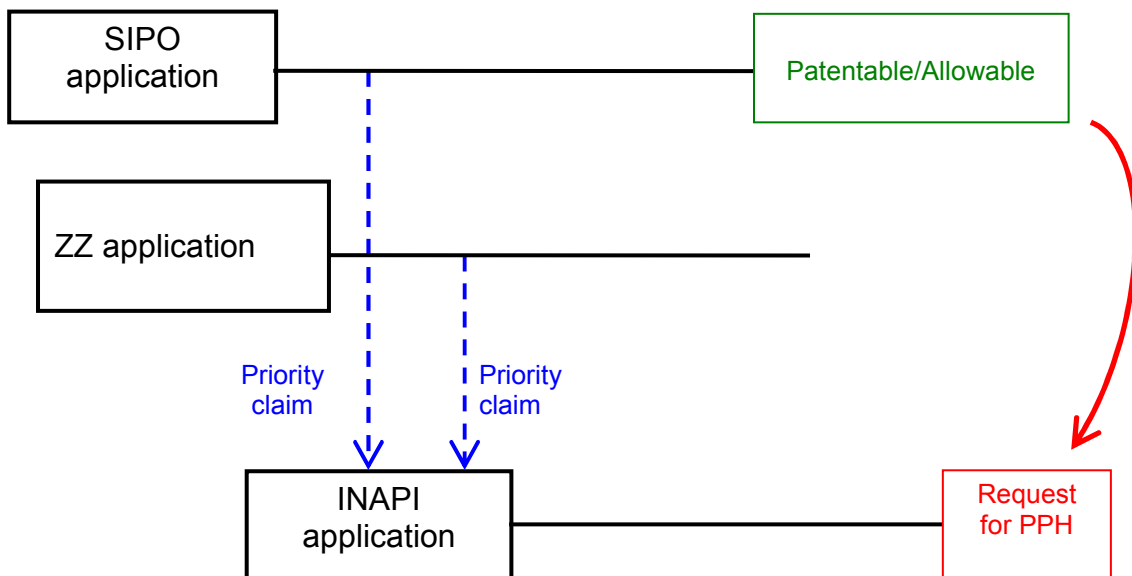 SIPO
application
Patentable/Allowable
ZZ application
Priority
claim
Priority
claim
INAPI
application
Request
for PPH